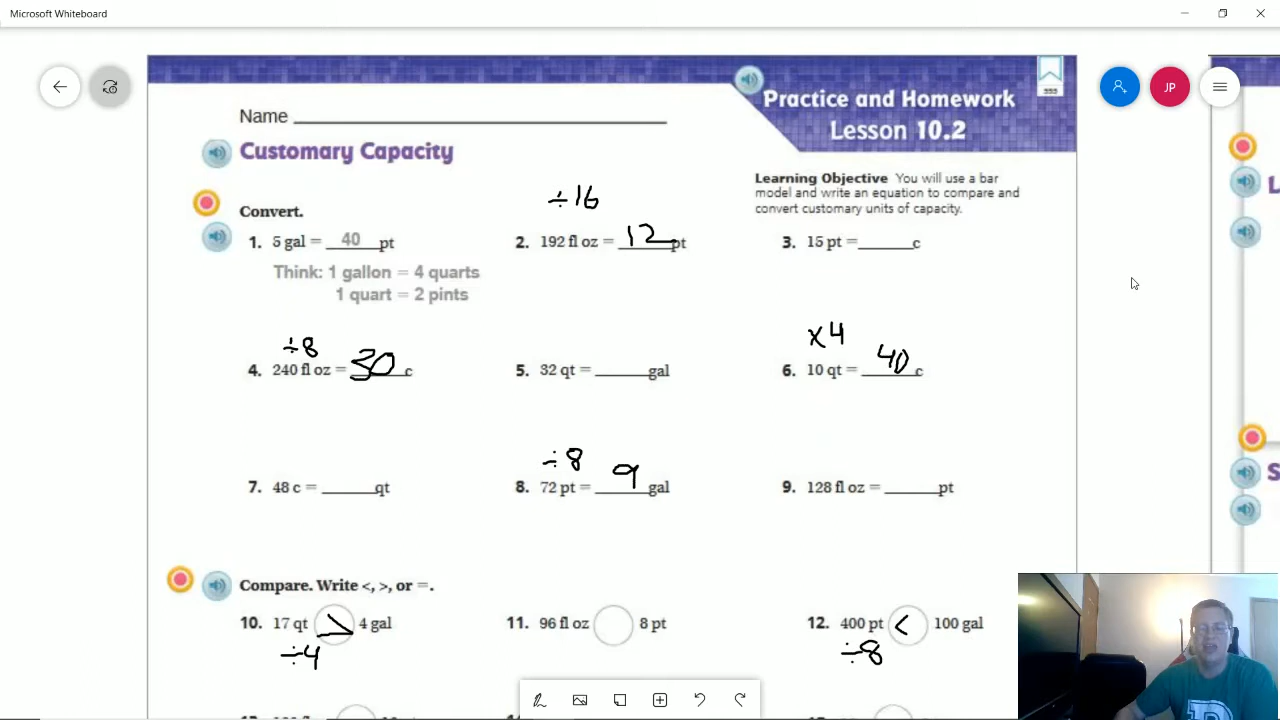 Microsoft Whiteboard
Practice and Homework
Lesson 10.2
JP
Name
Customary Capacity
Learning Objective You will use a bar
model and write an equation to compare and
convert customary units of capacity.
÷16
Convert.
1. 5 gal = 40 pt
2. 192 fl oz = 12 pt
3. 15 pt = ______c
Think: 1 gallon = 4 quarts
1 quart = 2 pints
÷8
x4
4. 240 fl oz = 30 c
5. 32 qt = ______gal
6. 10 qt = 40 c
÷8
7. 48 c = ______qt
8. 72 pt = 9 gal
9. 128 fl oz = ______pt
Compare. Write <, >, or =.
10. 17 qt > 4 gal
11. 96 fl oz 8 pt
12. 400 pt < 100 gal
÷4
÷8